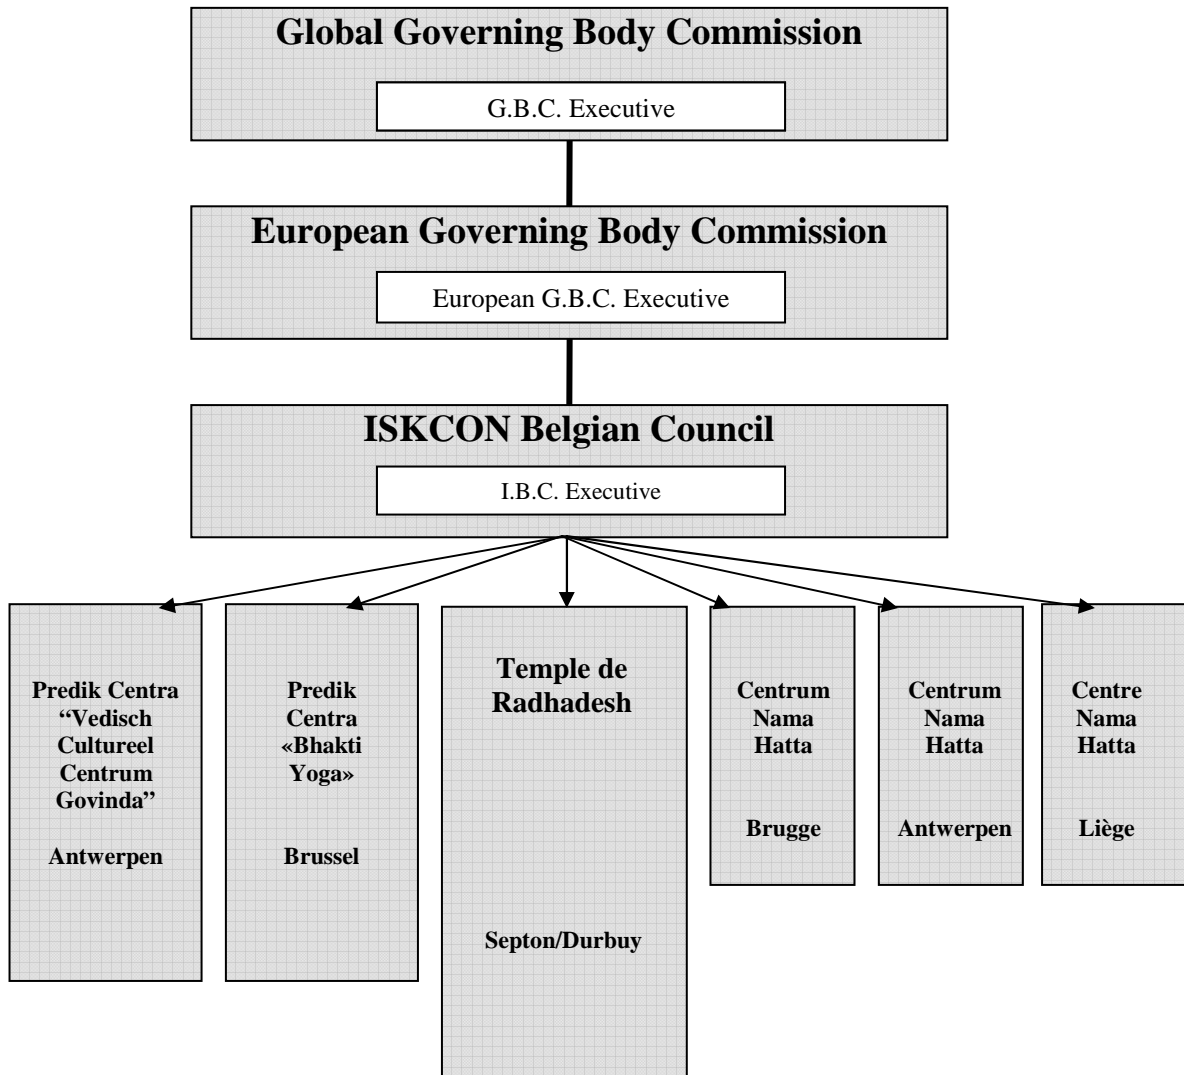 Global Governing Body Commission
G.B.C. Executive
European Governing Body Commission
European G.B.C. Executive
ISKCON Belgian Council
I.B.C. Executive
Predik Centra
“Vedisch
Cultureel
Centrum
Govinda”
Antwerpen
Predik
Centra
«Bhakti
Yoga»
Brussel
Temple de
Radhadesh
Septon/Durbuy
Centrum
Nama
Hatta
Brugge
Centrum
Nama
Hatta
Antwerpen
Centre
Nama
Hatta
Liège